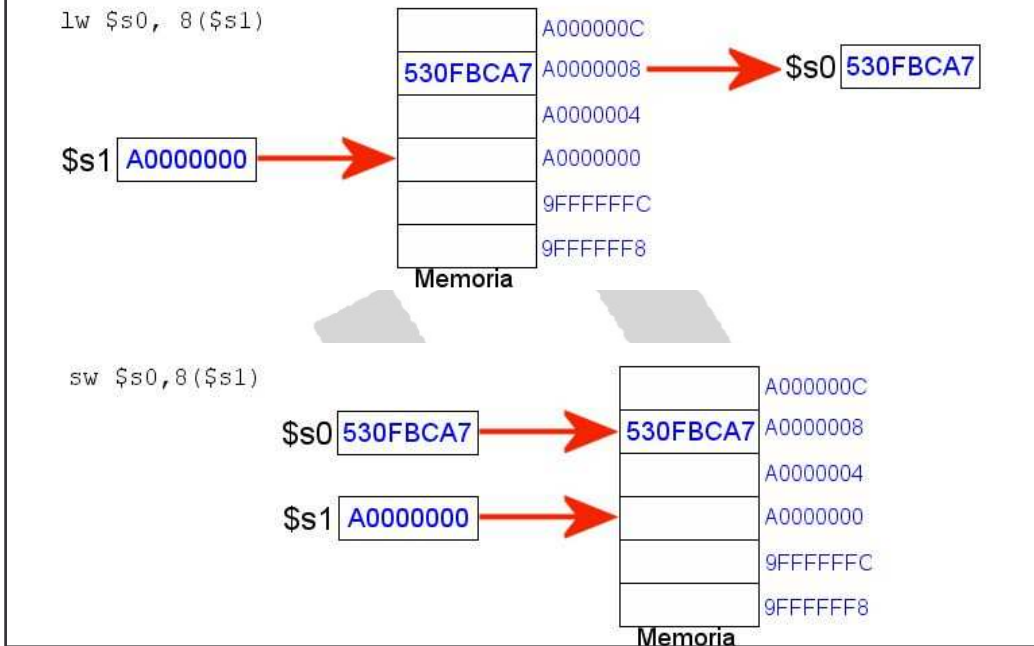 lw $s0, 8($s1)
A000000C
530FBCA7 A0000008 $s0 530FBCA7
A0000004
$s1 A0000000 A0000000
9FFFFFFC
9FFFFFF8
Memoria
sw $s0,8($s1)
A000000C
$s0 530FBCA7 530FBCA7 A0000008
A0000004
$s1 A0000000 A0000000
9FFFFFFC
9FFFFFF8
Memoria